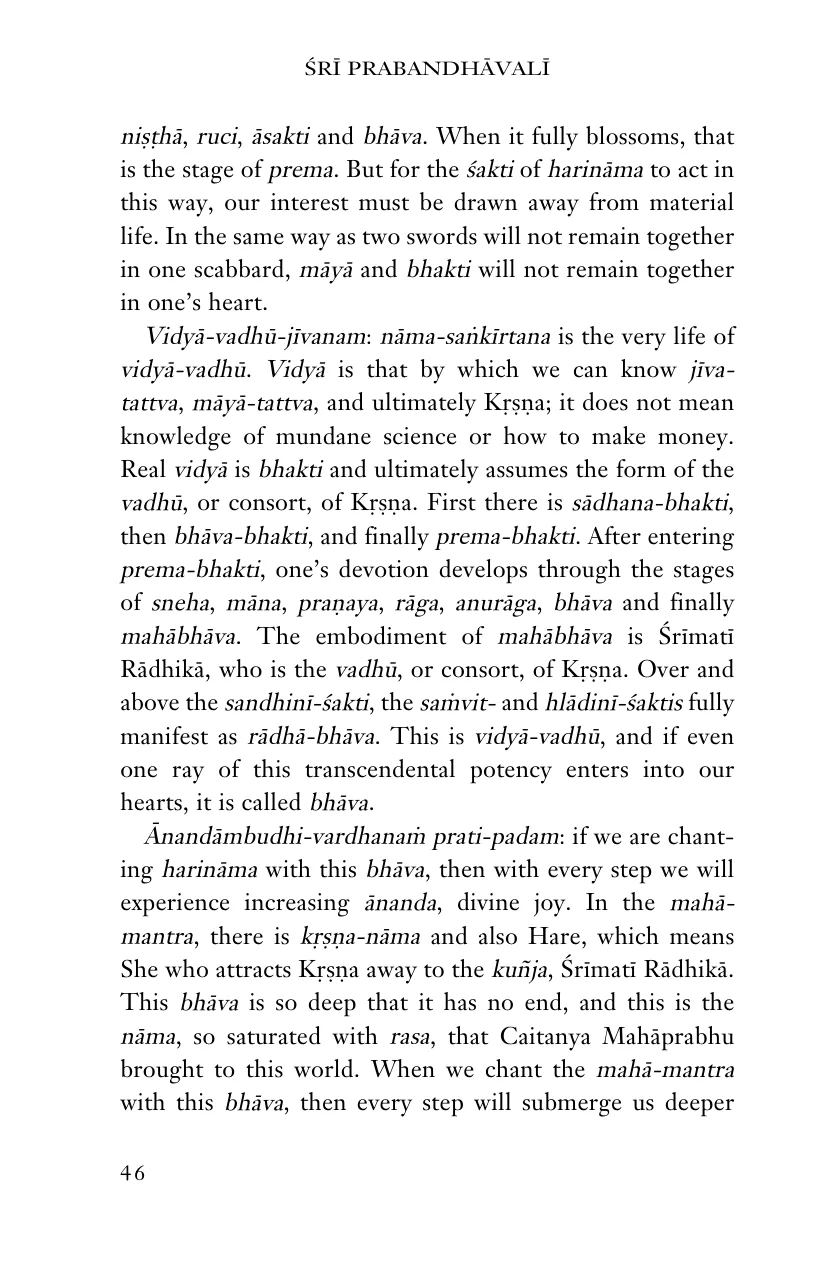 ŚRĪ PRABANDHĀVALĪ
niṣṭhā, ruci, āsakti and bhāva. When it fully blossoms, that
is the stage of prema. But for the śakti of harināma to act in
this way, our interest must be drawn away from material
life. In the same way as two swords will not remain together
in one scabbard, māyā and bhakti will not remain together
in one’s heart.
Vidyā-vadhū-jīvanam: nāma-saṅkīrtana is the very life of
vidyā-vadhū. Vidyā is that by which we can know jīva-
tattva, māyā-tattva, and ultimately Kṛṣṇa; it does not mean
knowledge of mundane science or how to make money.
Real vidyā is bhakti and ultimately assumes the form of the
vadhū, or consort, of Kṛṣṇa. First there is sādhana-bhakti,
then bhāva-bhakti, and finally prema-bhakti. After entering
prema-bhakti, one’s devotion develops through the stages
of sneha, māna, praṇaya, rāga, anurāga, bhāva and finally
mahābhāva. The embodiment of mahābhāva is Śrīmatī
Rādhikā, who is the vadhū, or consort, of Kṛṣṇa. Over and
above the sandhinī-śakti, the saṁvit- and hlādinī-śaktis fully
manifest as rādhā-bhāva. This is vidyā-vadhū, and if even
one ray of this transcendental potency enters into our
hearts, it is called bhāva.
Ānandāmbudhi-vardhanaṁ prati-padam: if we are chant-
ing harināma with this bhāva, then with every step we will
experience increasing ānanda, divine joy. In the mahā-
mantra, there is kṛṣṇa-nāma and also Hare, which means
She who attracts Kṛṣṇa away to the kuñja, Śrīmatī Rādhikā.
This bhāva is so deep that it has no end, and this is the
nāma, so saturated with rasa, that Caitanya Mahāprabhu
brought to this world. When we chant the mahā-mantra
with this bhāva, then every step will submerge us deeper
46